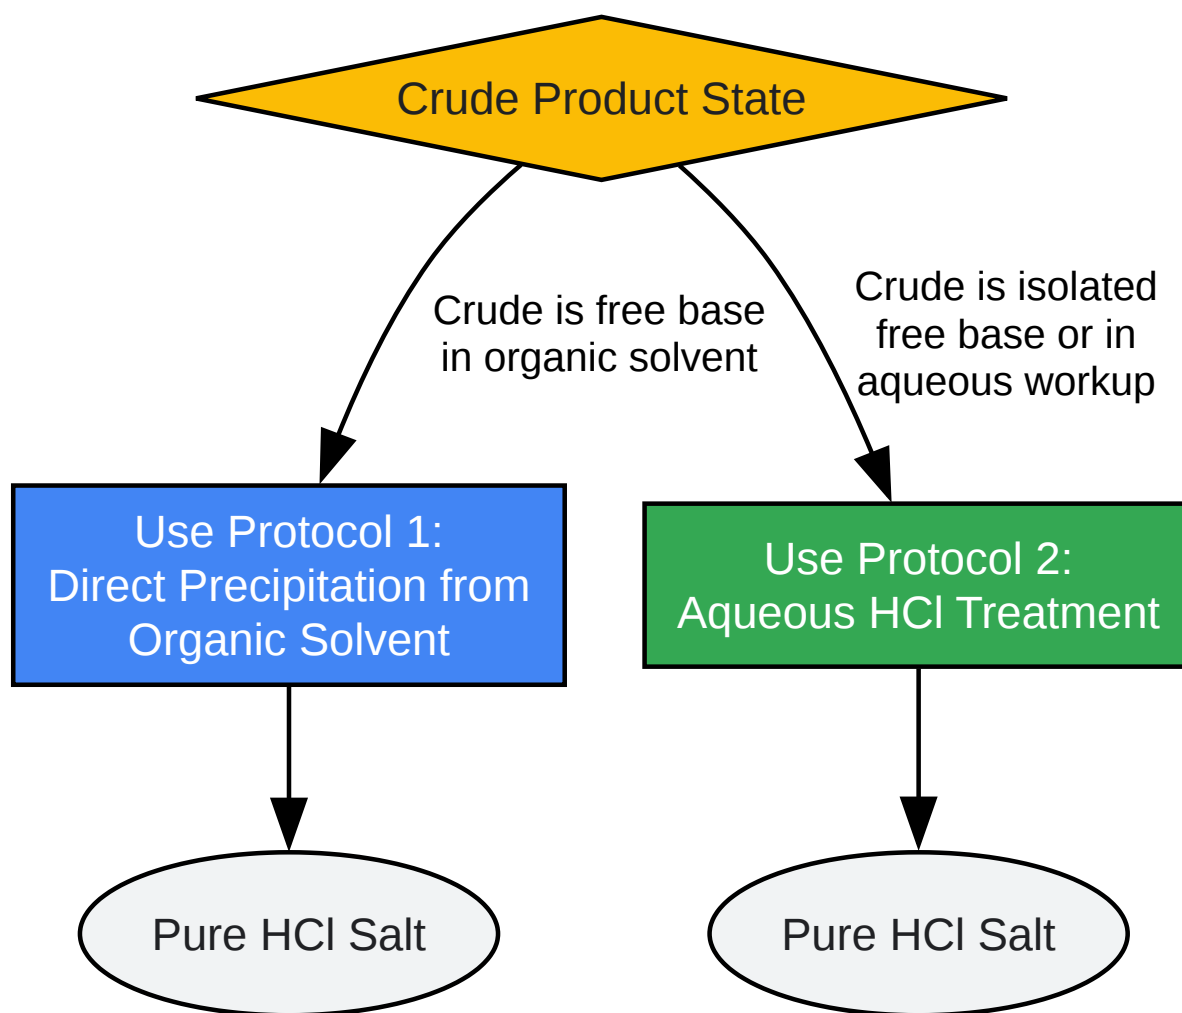 Crude Product State
Crude is free base
in organic solvent
Crude is isolated
free base or in
aqueous workup
Use Protocol 1:
Direct Precipitation from
Organic Solvent
Use Protocol 2:
Aqueous HCl Treatment
Pure HCl Salt
Pure HCl Salt